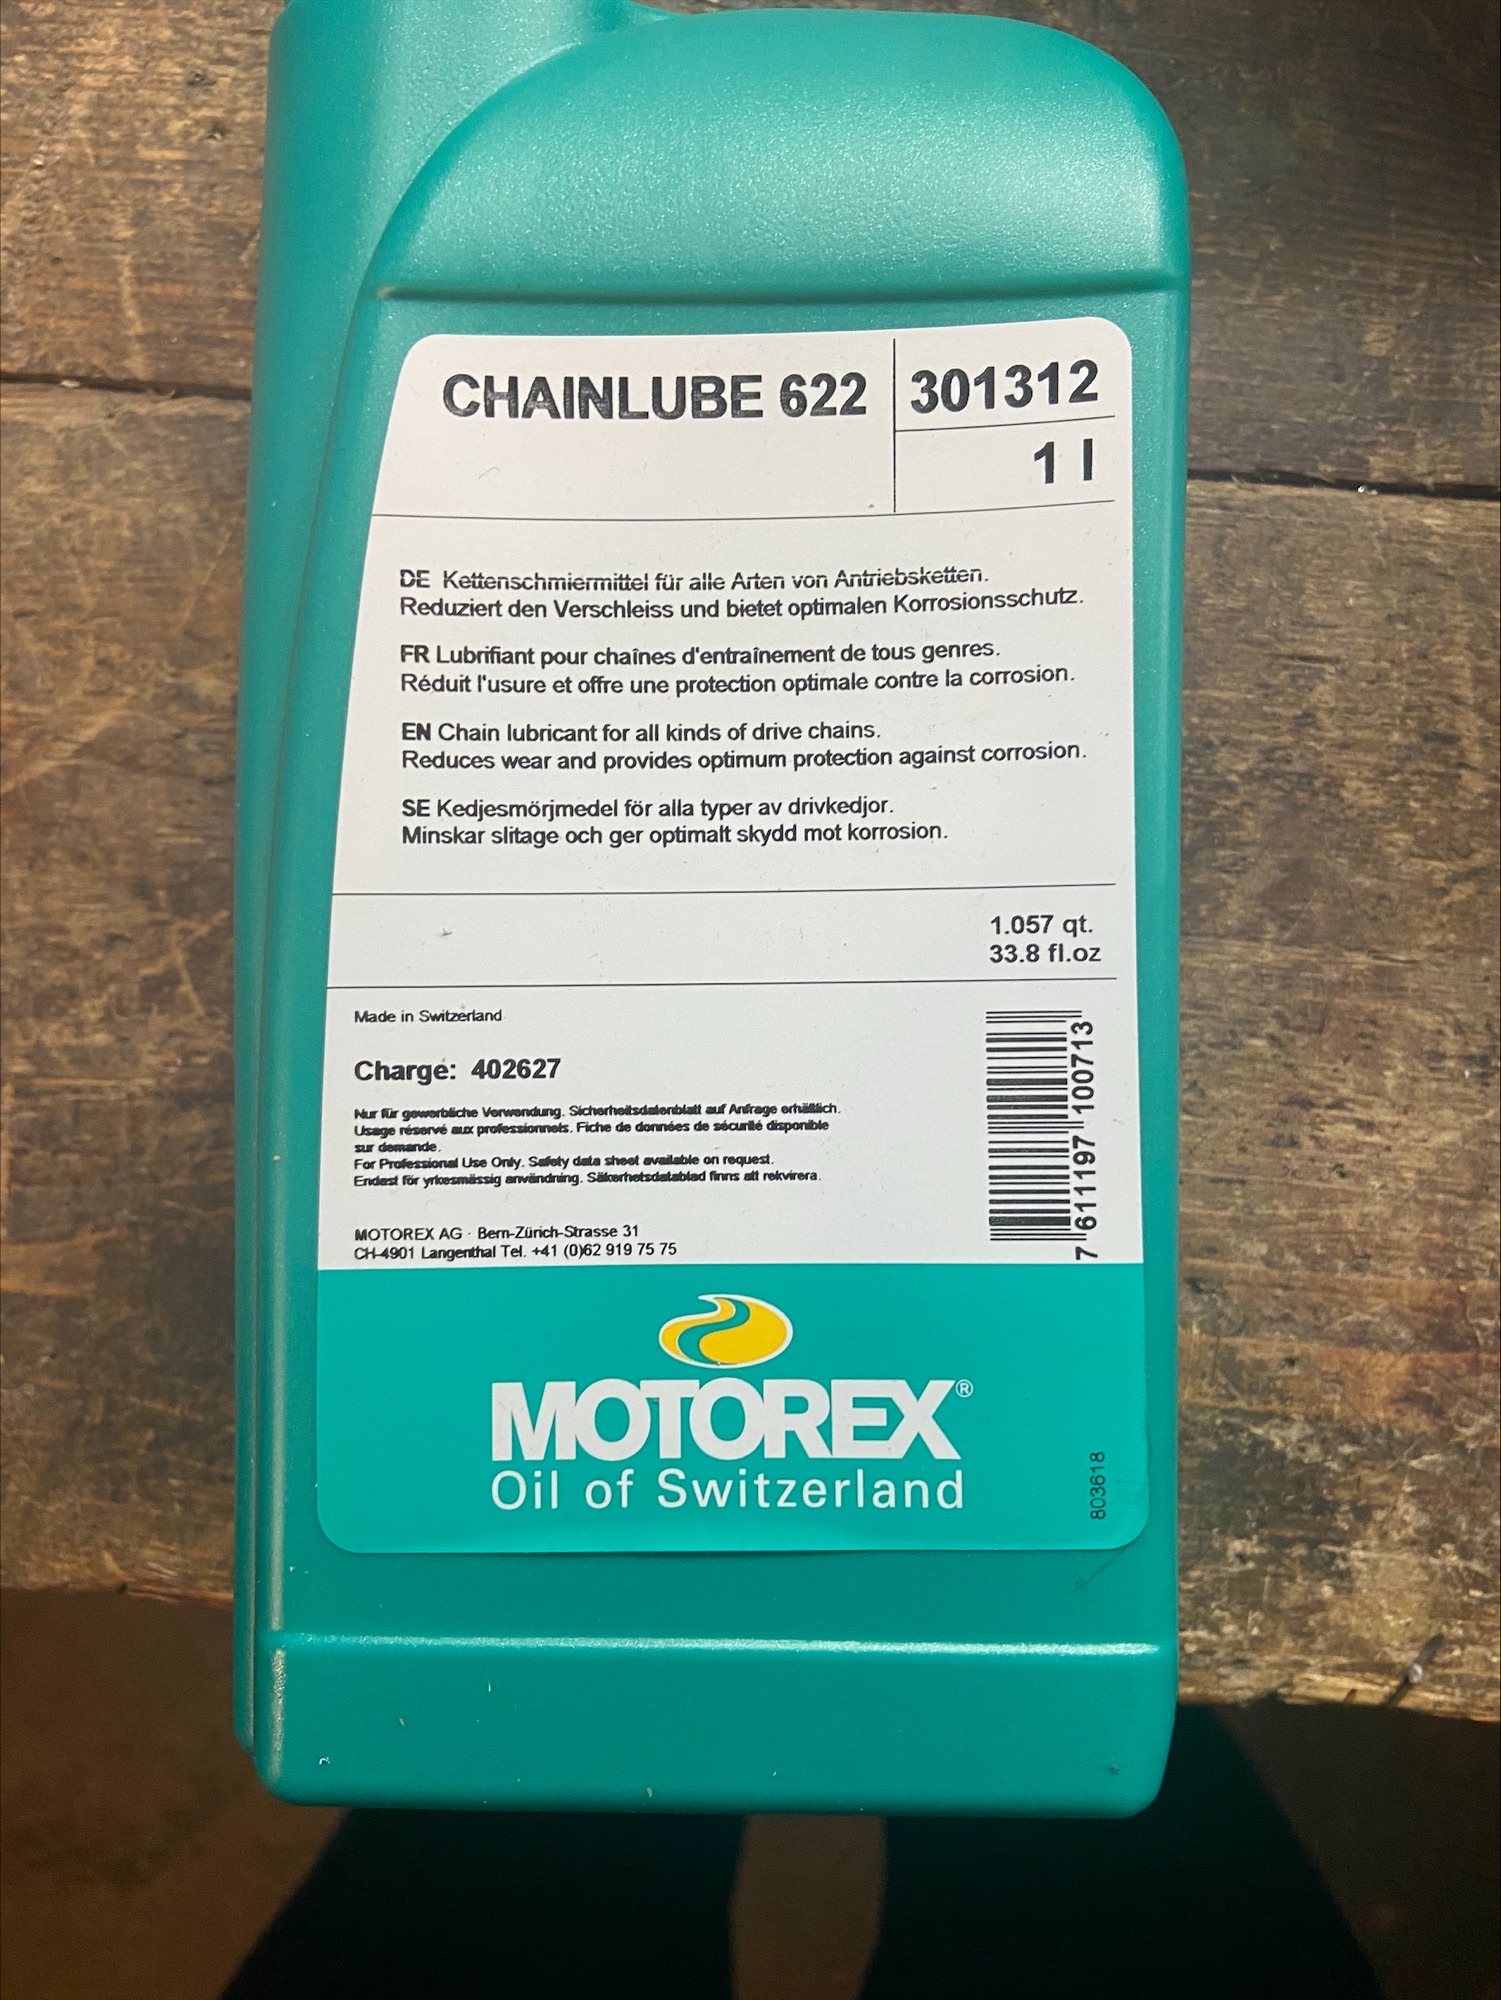 CHAINLUBE 622
301312
1 l
DE Kettenschmiermittel für alle Arten von Antriebsketten.
Reduziert den Verschleiss und bietet optimalen Korrosionsschutz.
FR Lubrifiant pour chaînes d'entraînement de tous genres.
Réduit l'usure et offre une protection optimale contre la corrosion.
EN Chain lubricant for all kinds of drive chains.
Reduces wear and provides optimum protection against corrosion.
SE Kedjesmörjmedel för alla typer av drivkedjor.
Minskar slitage och ger optimalt skydd mot korrosion.
1.057 qt.
33.8 fl.oz
Made in Switzerland
Charge: 402627
Nur für gewerbliche Verwendung. Sicherheitsdatenblatt auf Anfrage erhältlich.
Usage réservé aux professionnels. Fiche de données de sécurité disponible
sur demande.
For Professional Use Only. Safety data sheet available on request.
Endast för yrkesmässig användning. Säkerhetsdatablad finns att rekvirera.
MOTOREX AG · Bern-Zürich-Strasse 31
CH-4901 Langenthal Tel. +41 (0)62 919 75 75
7 611197 100713
MOTOREX®
Oil of Switzerland
803618